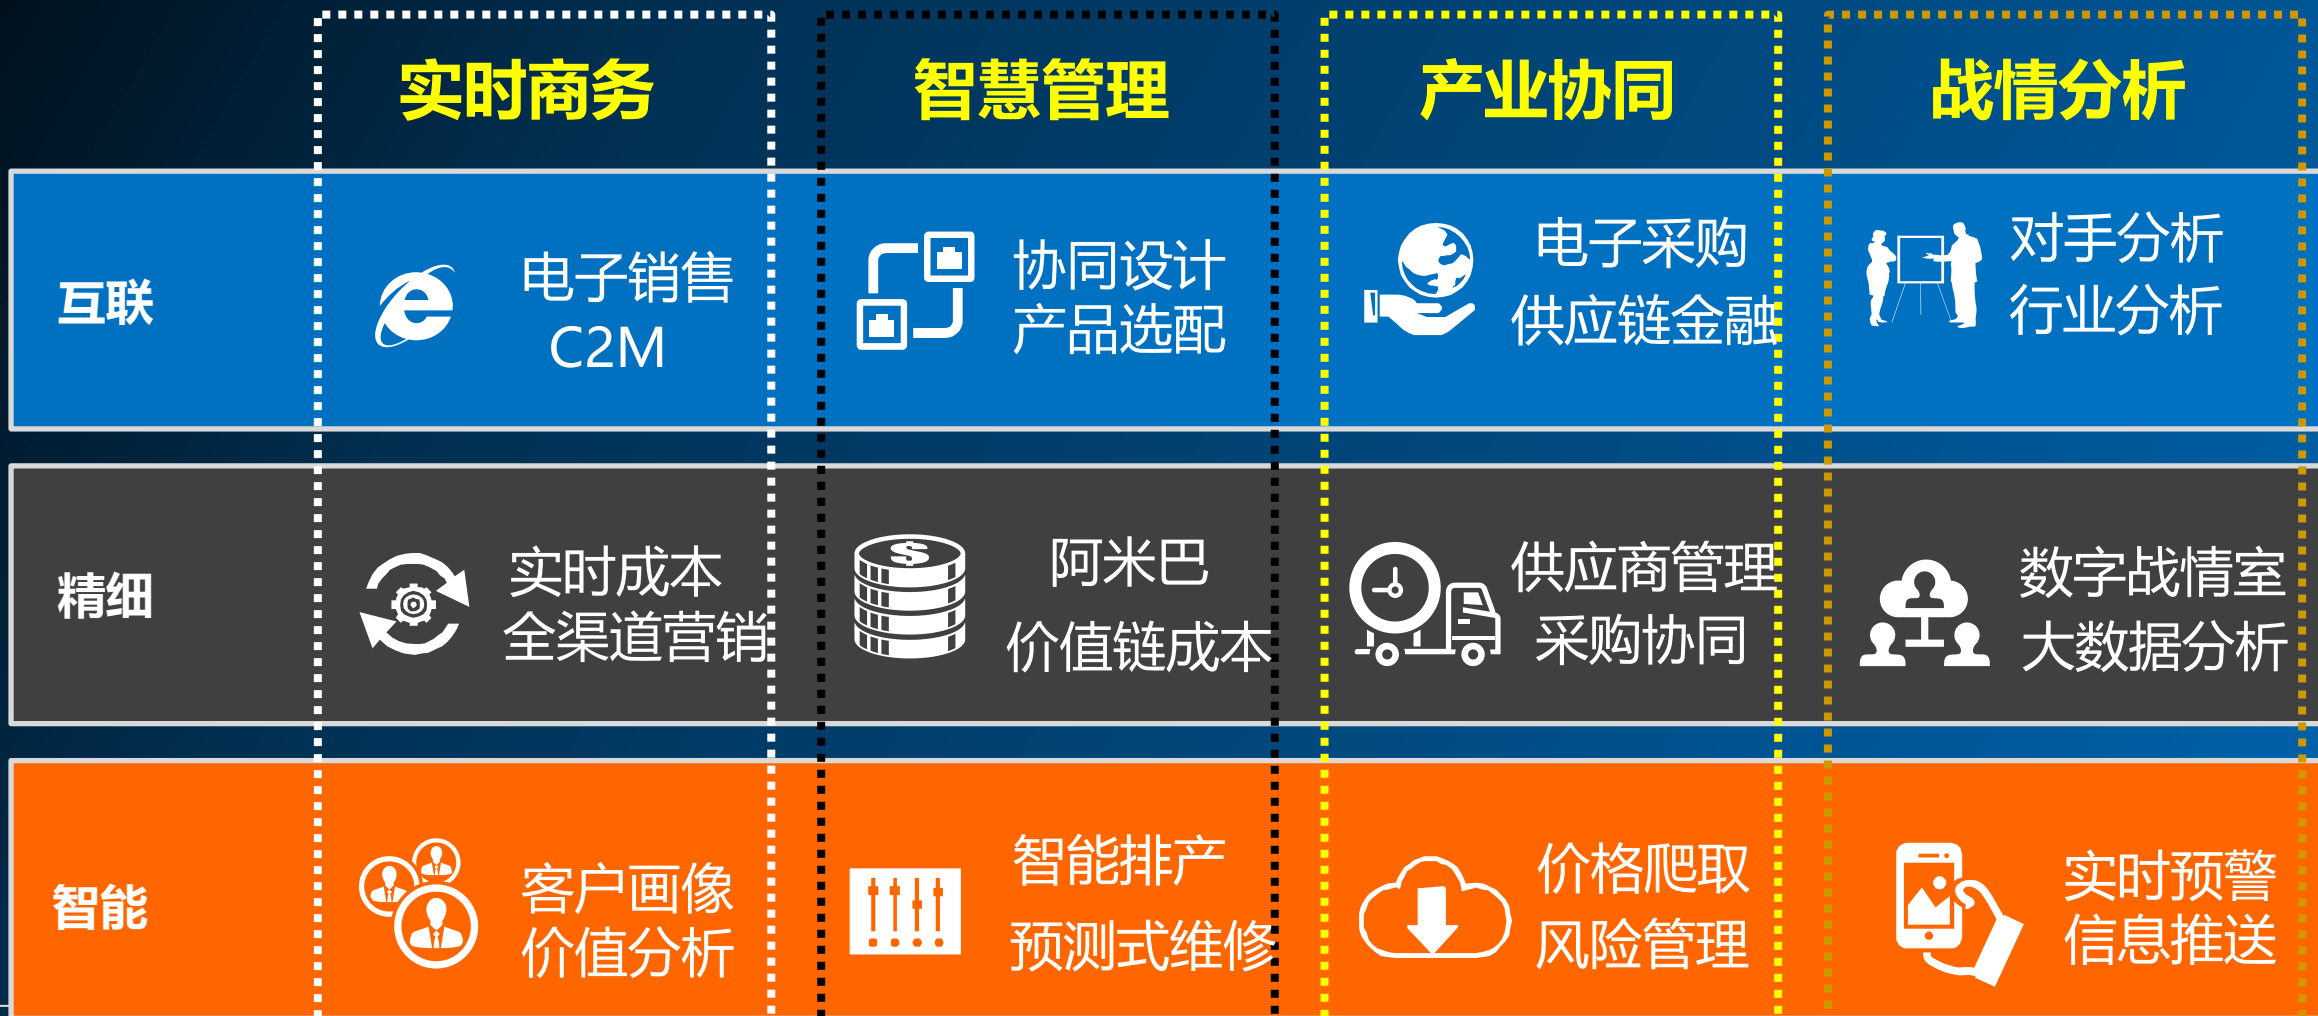 实时商务
智慧管理
产业协同
战情分析
互联
电子销售
C2M
协同设计
产品选配
电子采购
供应链金融
对手分析
行业分析
精细
实时成本
全渠道营销
阿米巴
价值链成本
供应商管理
采购协同
数字战情室
大数据分析
智能
客户画像
价值分析
智能排产
预测式维修
价格爬取
风险管理
实时预警
信息推送